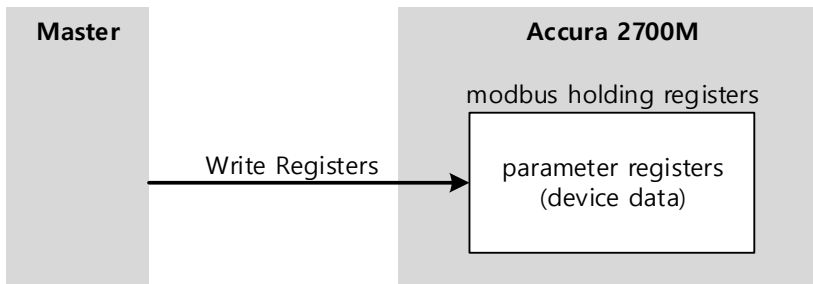 Master
Accura 2700M
modbus holding registers
Write Registers
parameter registers
(device data)